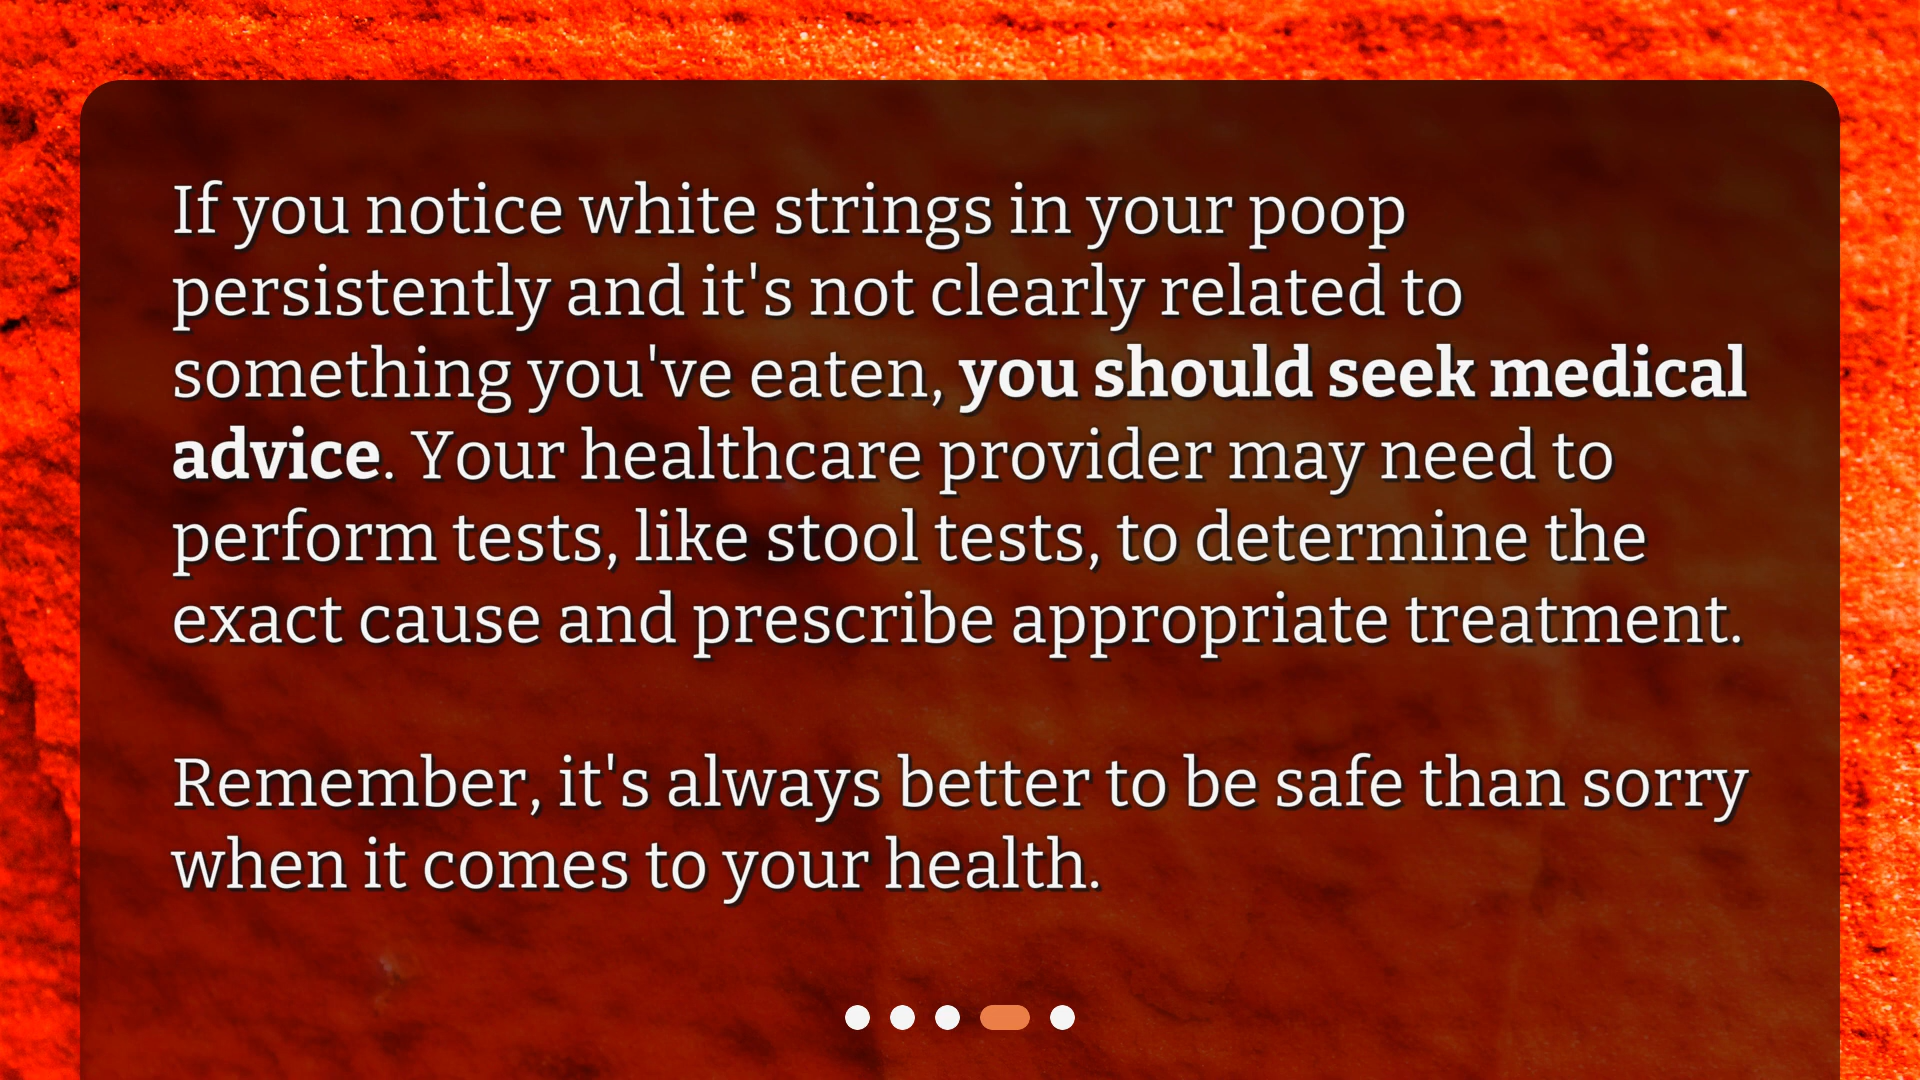 If you notice white strings in your poop
persistently and it's not clearly related to
something you've eaten, you should seek medical
advice. Your healthcare provider may need to
perform tests, like stool tests, to determine the
exact cause and prescribe appropriate treatment.
Remember, it's always better to be safe than sorry
when it comes to your health.